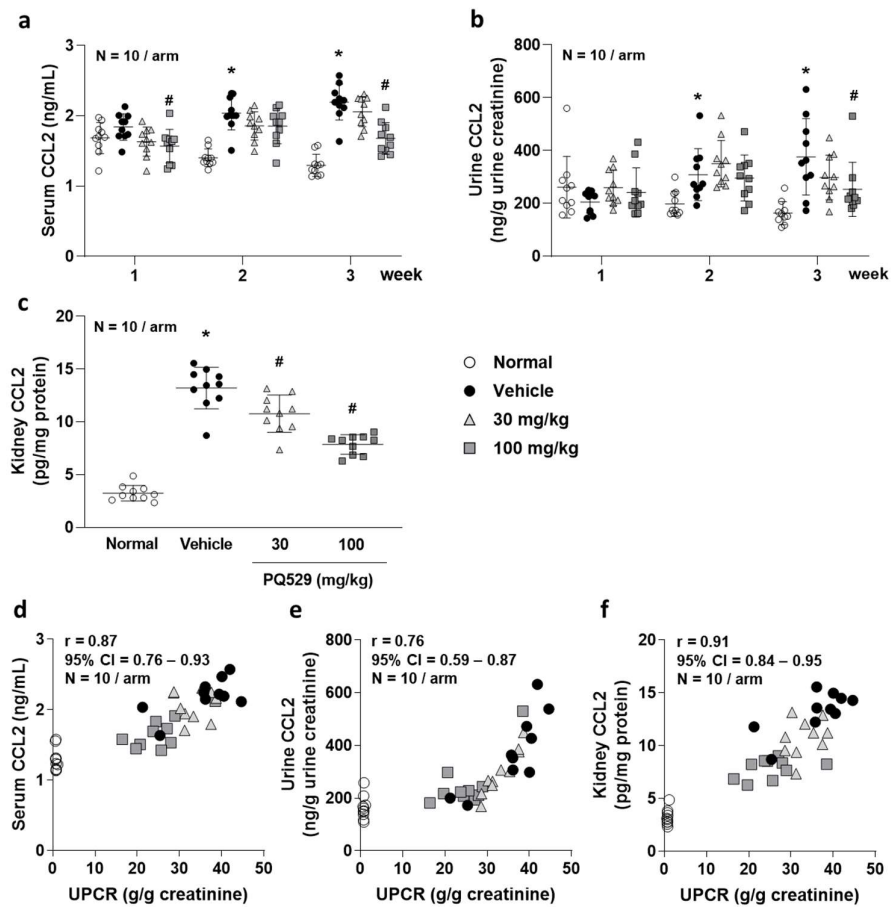 a
Serum CCL2 (ng/mL)
3
2
1
0
N = 10 / arm
#
*
*
#
1
2
3
week
b
Urine CCL2
(ng/g urine creatinine)
800
600
400
200
0
N = 10 / arm
*
*
#
1
2
3
week
c
Kidney CCL2
(pg/mg protein)
20
15
10
5
0
N = 10 / arm
*
#
#
Normal
Vehicle
30
100
PQ529 (mg/kg)
Normal
Vehicle
30 mg/kg
100 mg/kg
d
Serum CCL2 (ng/mL)
3
2
1
0
r = 0.87
95% CI = 0.76 – 0.93
N = 10 / arm
0
10
20
30
40
50
UPCR (g/g creatinine)
e
Urine CCL2
(ng/g urine creatinine)
800
600
400
200
0
r = 0.76
95% CI = 0.59 – 0.87
N = 10 / arm
0
10
20
30
40
50
UPCR (g/g creatinine)
f
Kidney CCL2
(pg/mg protein)
20
15
10
5
0
r = 0.91
95% CI = 0.84 – 0.95
N = 10 / arm
0
10
20
30
40
50
UPCR (g/g creatinine)